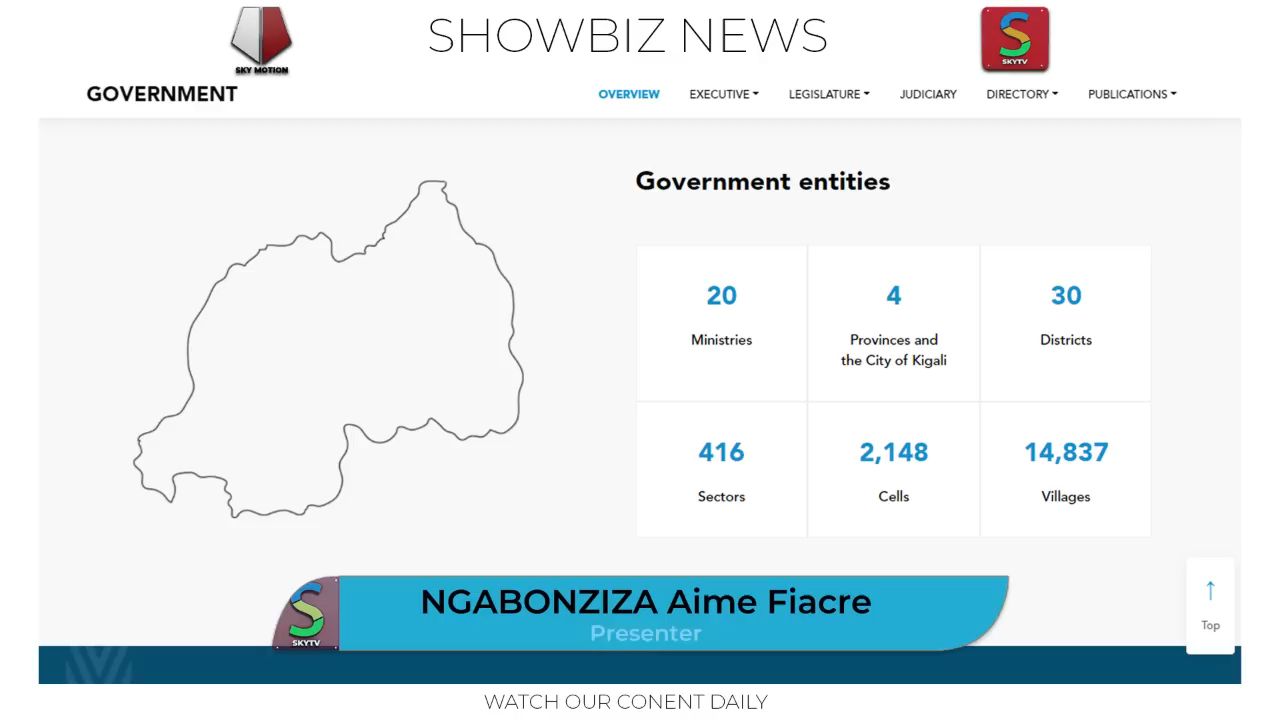 SHOWBIZ NEWS
SKY MOTION
SKYTV
GOVERNMENT
OVERVIEW EXECUTIVE LEGISLATURE JUDICIARY DIRECTORY PUBLICATIONS
Government entities
20
Ministries
4
Provinces and
the City of Kigali
30
Districts
416
Sectors
2,148
Cells
14,837
Villages
NGABONZIZA Aime Fiacre
Presenter
SKYTV
Top
WATCH OUR CONENT DAILY